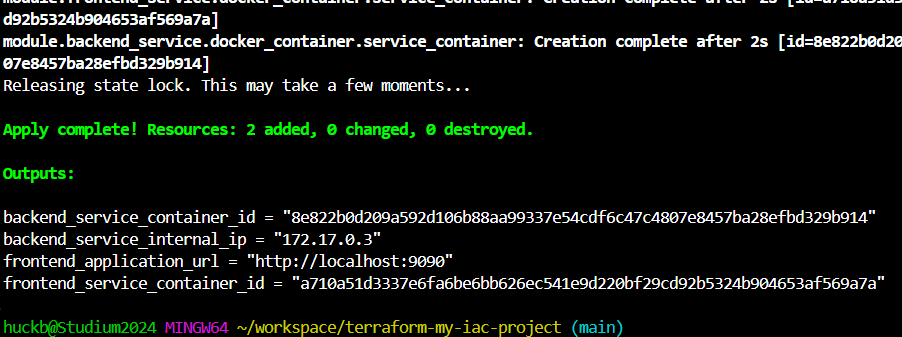 d92b5324b904653af569a7a]
module.backend_service.docker_container.service_container: Creation complete after 2s [id=8e822b0d20
07e8457ba28efbd329b914]
Releasing state lock. This may take a few moments...
Apply complete! Resources: 2 added, 0 changed, 0 destroyed.
Outputs:
backend_service_container_id = "8e822b0d209a592d106b88aa99337e54cdf6c47c4807e8457ba28efbd329b914"
backend_service_internal_ip = "172.17.0.3"
frontend_application_url = "http://localhost:9090"
frontend_service_container_id = "a710a51d3337e6fa6be6bb626ec541e9d220bf29cd92b5324b904653af569a7a"
huckb@Studium2024 MINGW64 ~/workspace/terraform-my-iac-project (main)